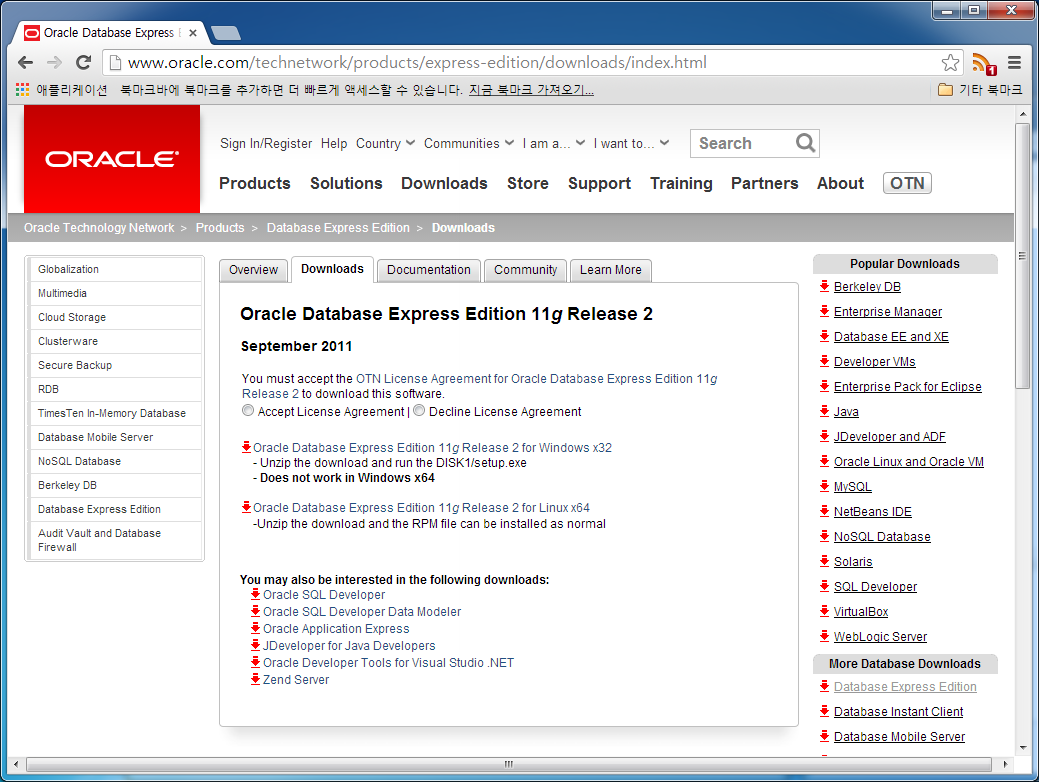 Oracle Database Express E
www.oracle.com/technetwork/products/express-edition/downloads/index.html
1
애플리케이션 북마크바에 북마크를 추가하면 더 빠르게 액세스할 수 있습니다. 지금 북마크 가져오기... 기타 북마크
ORACLE
Sign In/Register Help Country Communities I am a... I want to... Search
Products Solutions Downloads Store Support Training Partners About OTN
Oracle Technology Network > Products > Database Express Edition > Downloads
Globalization
Multimedia
Cloud Storage
Clusterware
Secure Backup
RDB
TimesTen In-Memory Database
Database Mobile Server
NoSQL Database
Berkeley DB
Database Express Edition
Audit Vault and Database
Firewall
Overview Downloads Documentation Community Learn More
Oracle Database Express Edition 11g Release 2
September 2011
You must accept the OTN License Agreement for Oracle Database Express Edition 11g
Release 2 to download this software.
Accept License Agreement | Decline License Agreement
Oracle Database Express Edition 11g Release 2 for Windows x32
- Unzip the download and run the DISK1/setup.exe
- Does not work in Windows x64
Oracle Database Express Edition 11g Release 2 for Linux x64
-Unzip the download and the RPM file can be installed as normal
You may also be interested in the following downloads:
Oracle SQL Developer
Oracle SQL Developer Data Modeler
Oracle Application Express
JDeveloper for Java Developers
Oracle Developer Tools for Visual Studio .NET
Zend Server
Popular Downloads
Berkeley DB
Enterprise Manager
Database EE and XE
Developer VMs
Enterprise Pack for Eclipse
Java
JDeveloper and ADF
Oracle Linux and Oracle VM
MySQL
NetBeans IDE
NoSQL Database
Solaris
SQL Developer
VirtualBox
WebLogic Server
More Database Downloads
Database Express Edition
Database Instant Client
Database Mobile Server